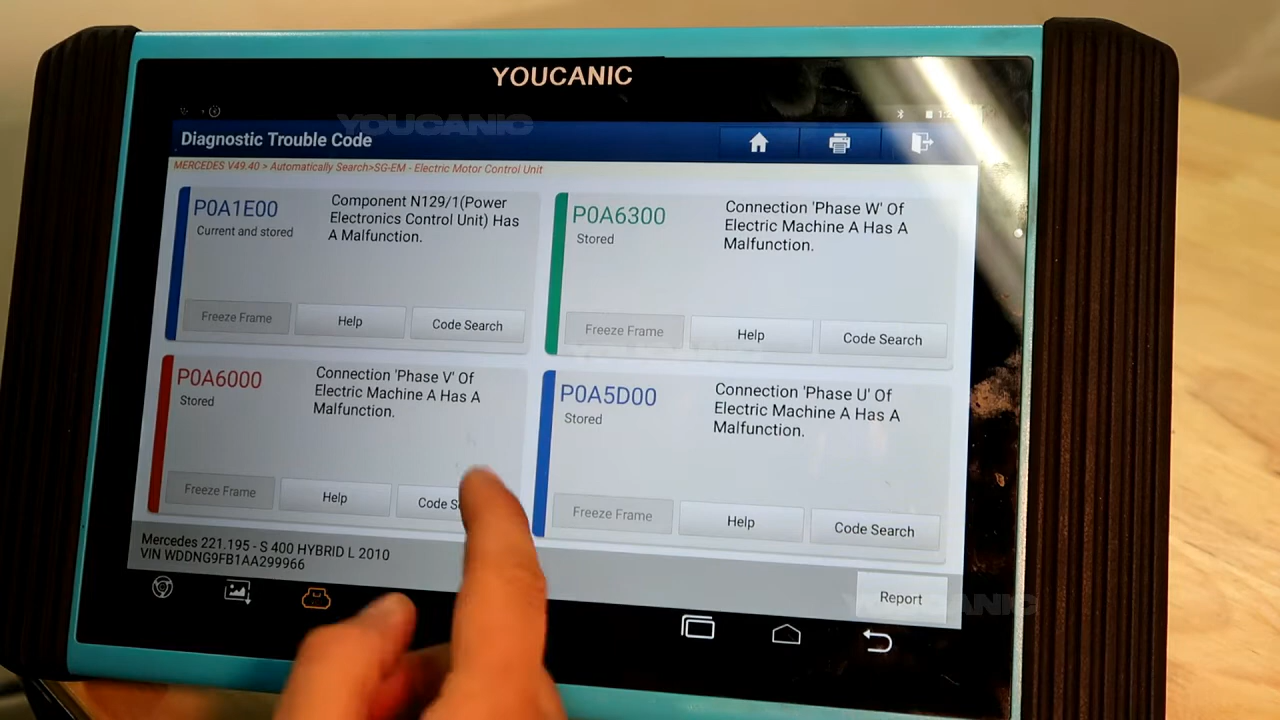 YOUCANIC
YOUCANIC
Diagnostic Trouble Code
MERCEDES V49.40 > Automatically Search>SG-EM - Electric Motor Control Unit
P0A1E00
Current and stored
Component N129/1(Power
Electronics Control Unit) Has
A Malfunction.
Freeze Frame
Help
Code Search
P0A6300
Stored
Connection 'Phase W' Of
Electric Machine A Has A
Malfunction.
Freeze Frame
Help
Code Search
P0A6000
Stored
Connection 'Phase V' Of
Electric Machine A Has A
Malfunction.
Freeze Frame
Help
Code
P0A5D00
Stored
Connection 'Phase U' Of
Electric Machine A Has A
Malfunction.
Freeze Frame
Help
Code Search
Mercedes 221.195 - S 400 HYBRID L 2010
VIN WDDNG9FB1AA299966
Report
YOUCANIC